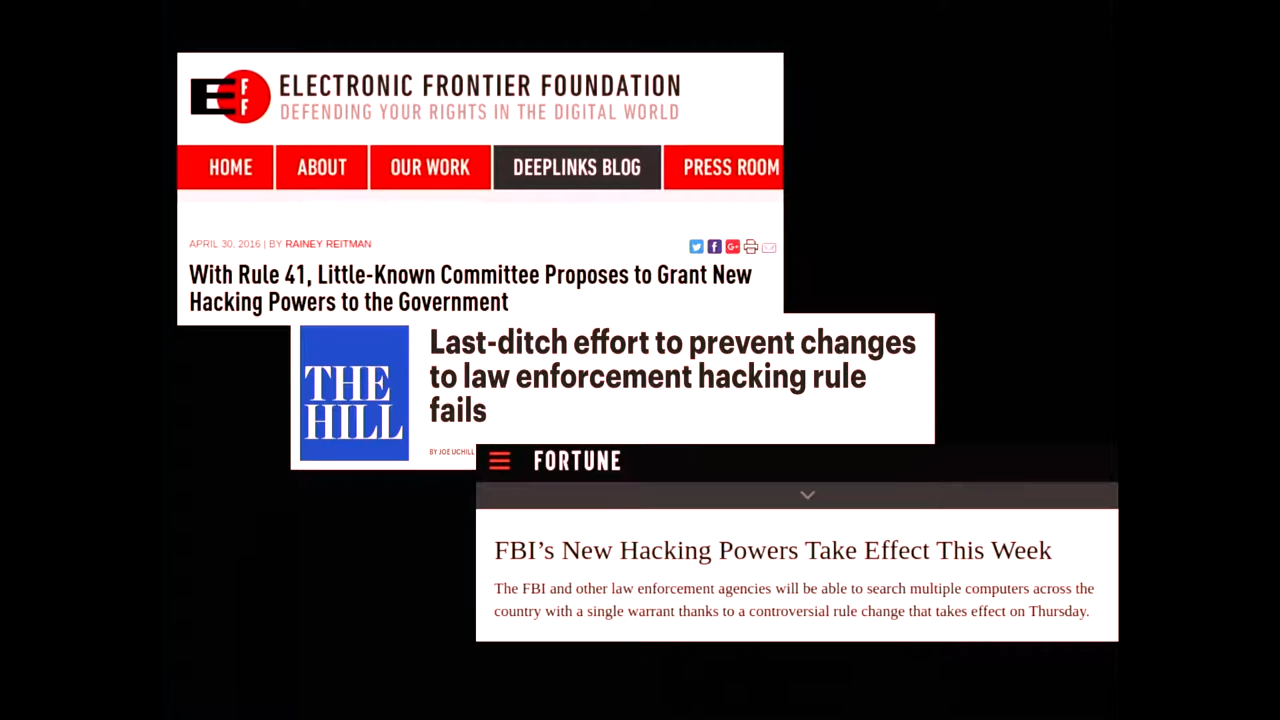 E F F
ELECTRONIC FRONTIER FOUNDATION
DEFENDING YOUR RIGHTS IN THE DIGITAL WORLD
HOME ABOUT OUR WORK DEEPLINKS BLOG PRESS ROOM
APRIL 30, 2016 | BY RAINEY REITMAN
With Rule 41, Little-Known Committee Proposes to Grant New
Hacking Powers to the Government
THE
HILL
Last-ditch effort to prevent changes
to law enforcement hacking rule
fails
BY JOE UCHILL
FORTUNE
FBI’s New Hacking Powers Take Effect This Week
The FBI and other law enforcement agencies will be able to search multiple computers across the
country with a single warrant thanks to a controversial rule change that takes effect on Thursday.